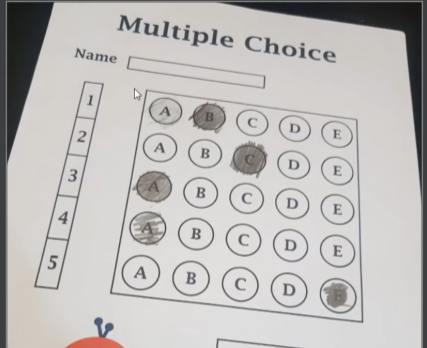 Multiple Choice
Name
1 A B C D E
2 A B C D E
3 A B C D E
4 A B C D E
5 A B C D E